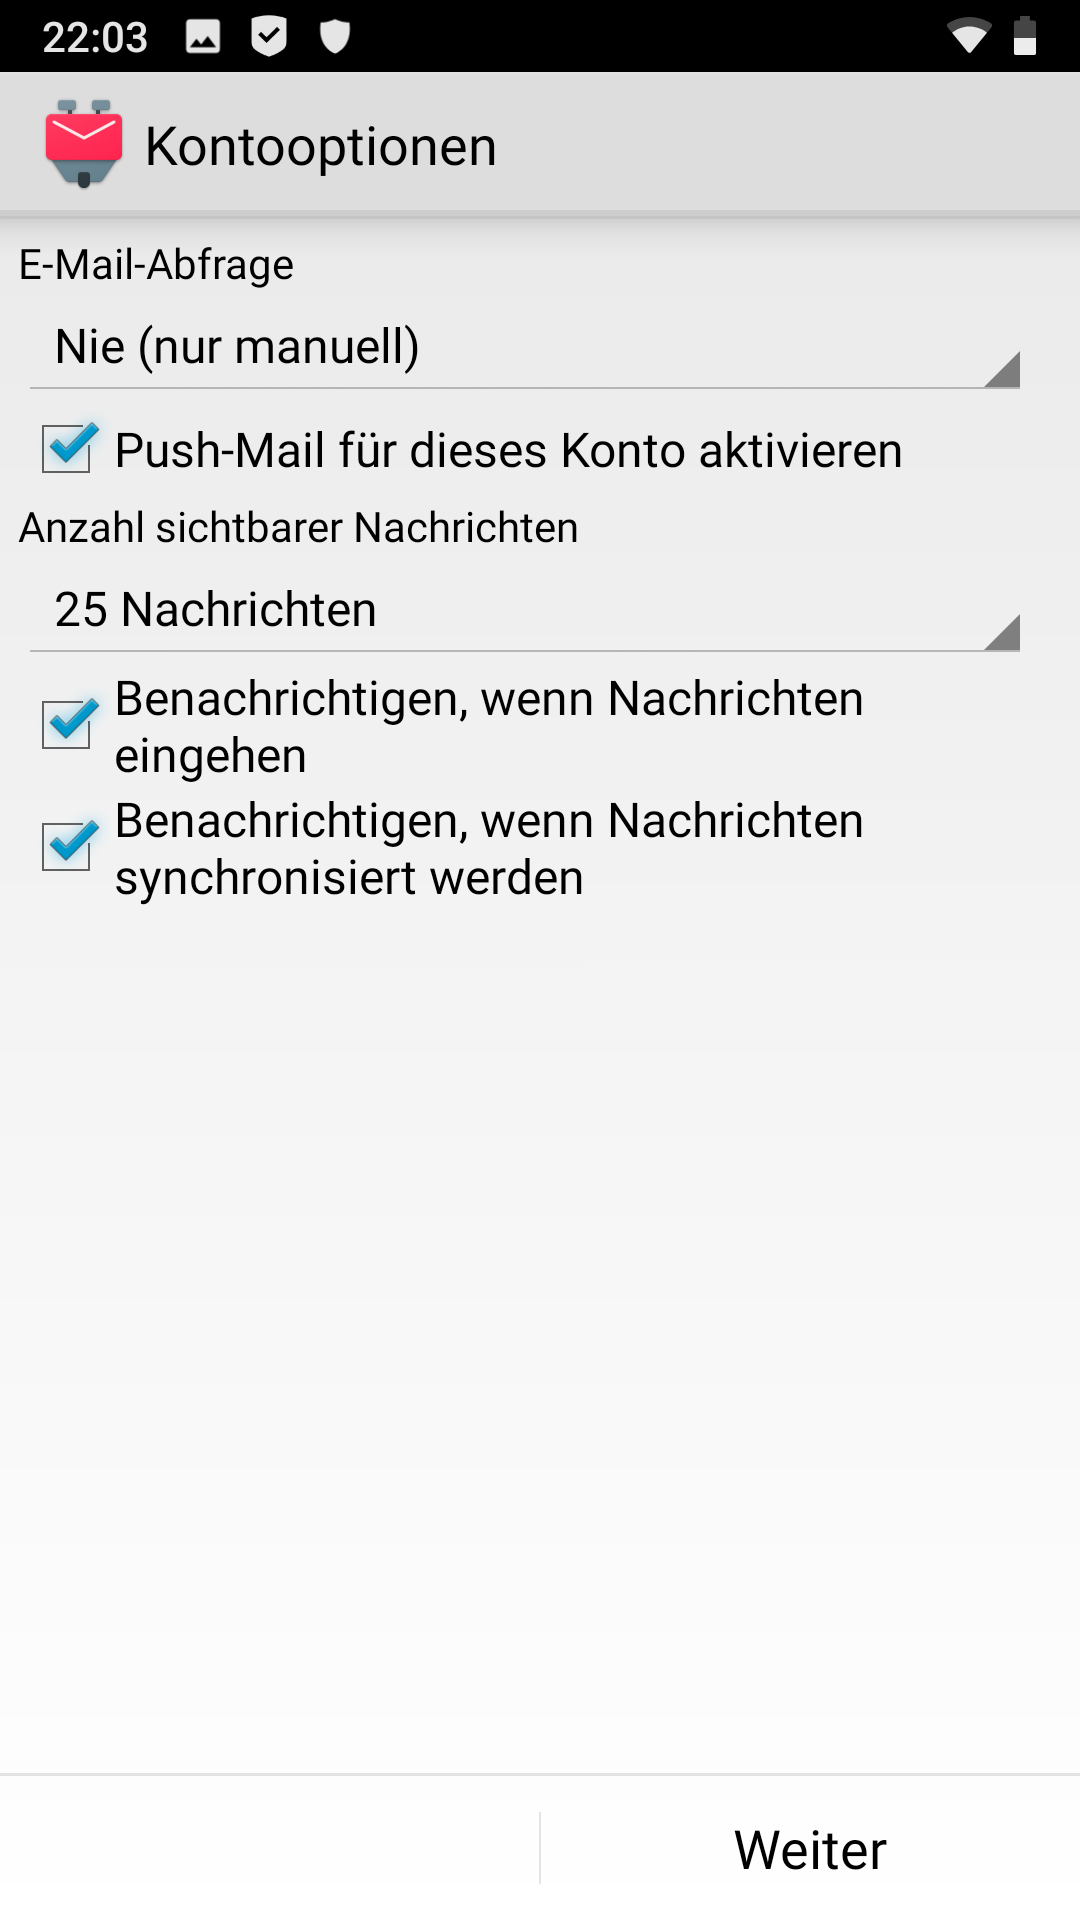 22:03
Kontooptionen
E-Mail-Abfrage
Nie (nur manuell)
Push-Mail für dieses Konto aktivieren
Anzahl sichtbarer Nachrichten
25 Nachrichten
Benachrichtigen, wenn Nachrichten
eingehen
Benachrichtigen, wenn Nachrichten
synchronisiert werden
Weiter